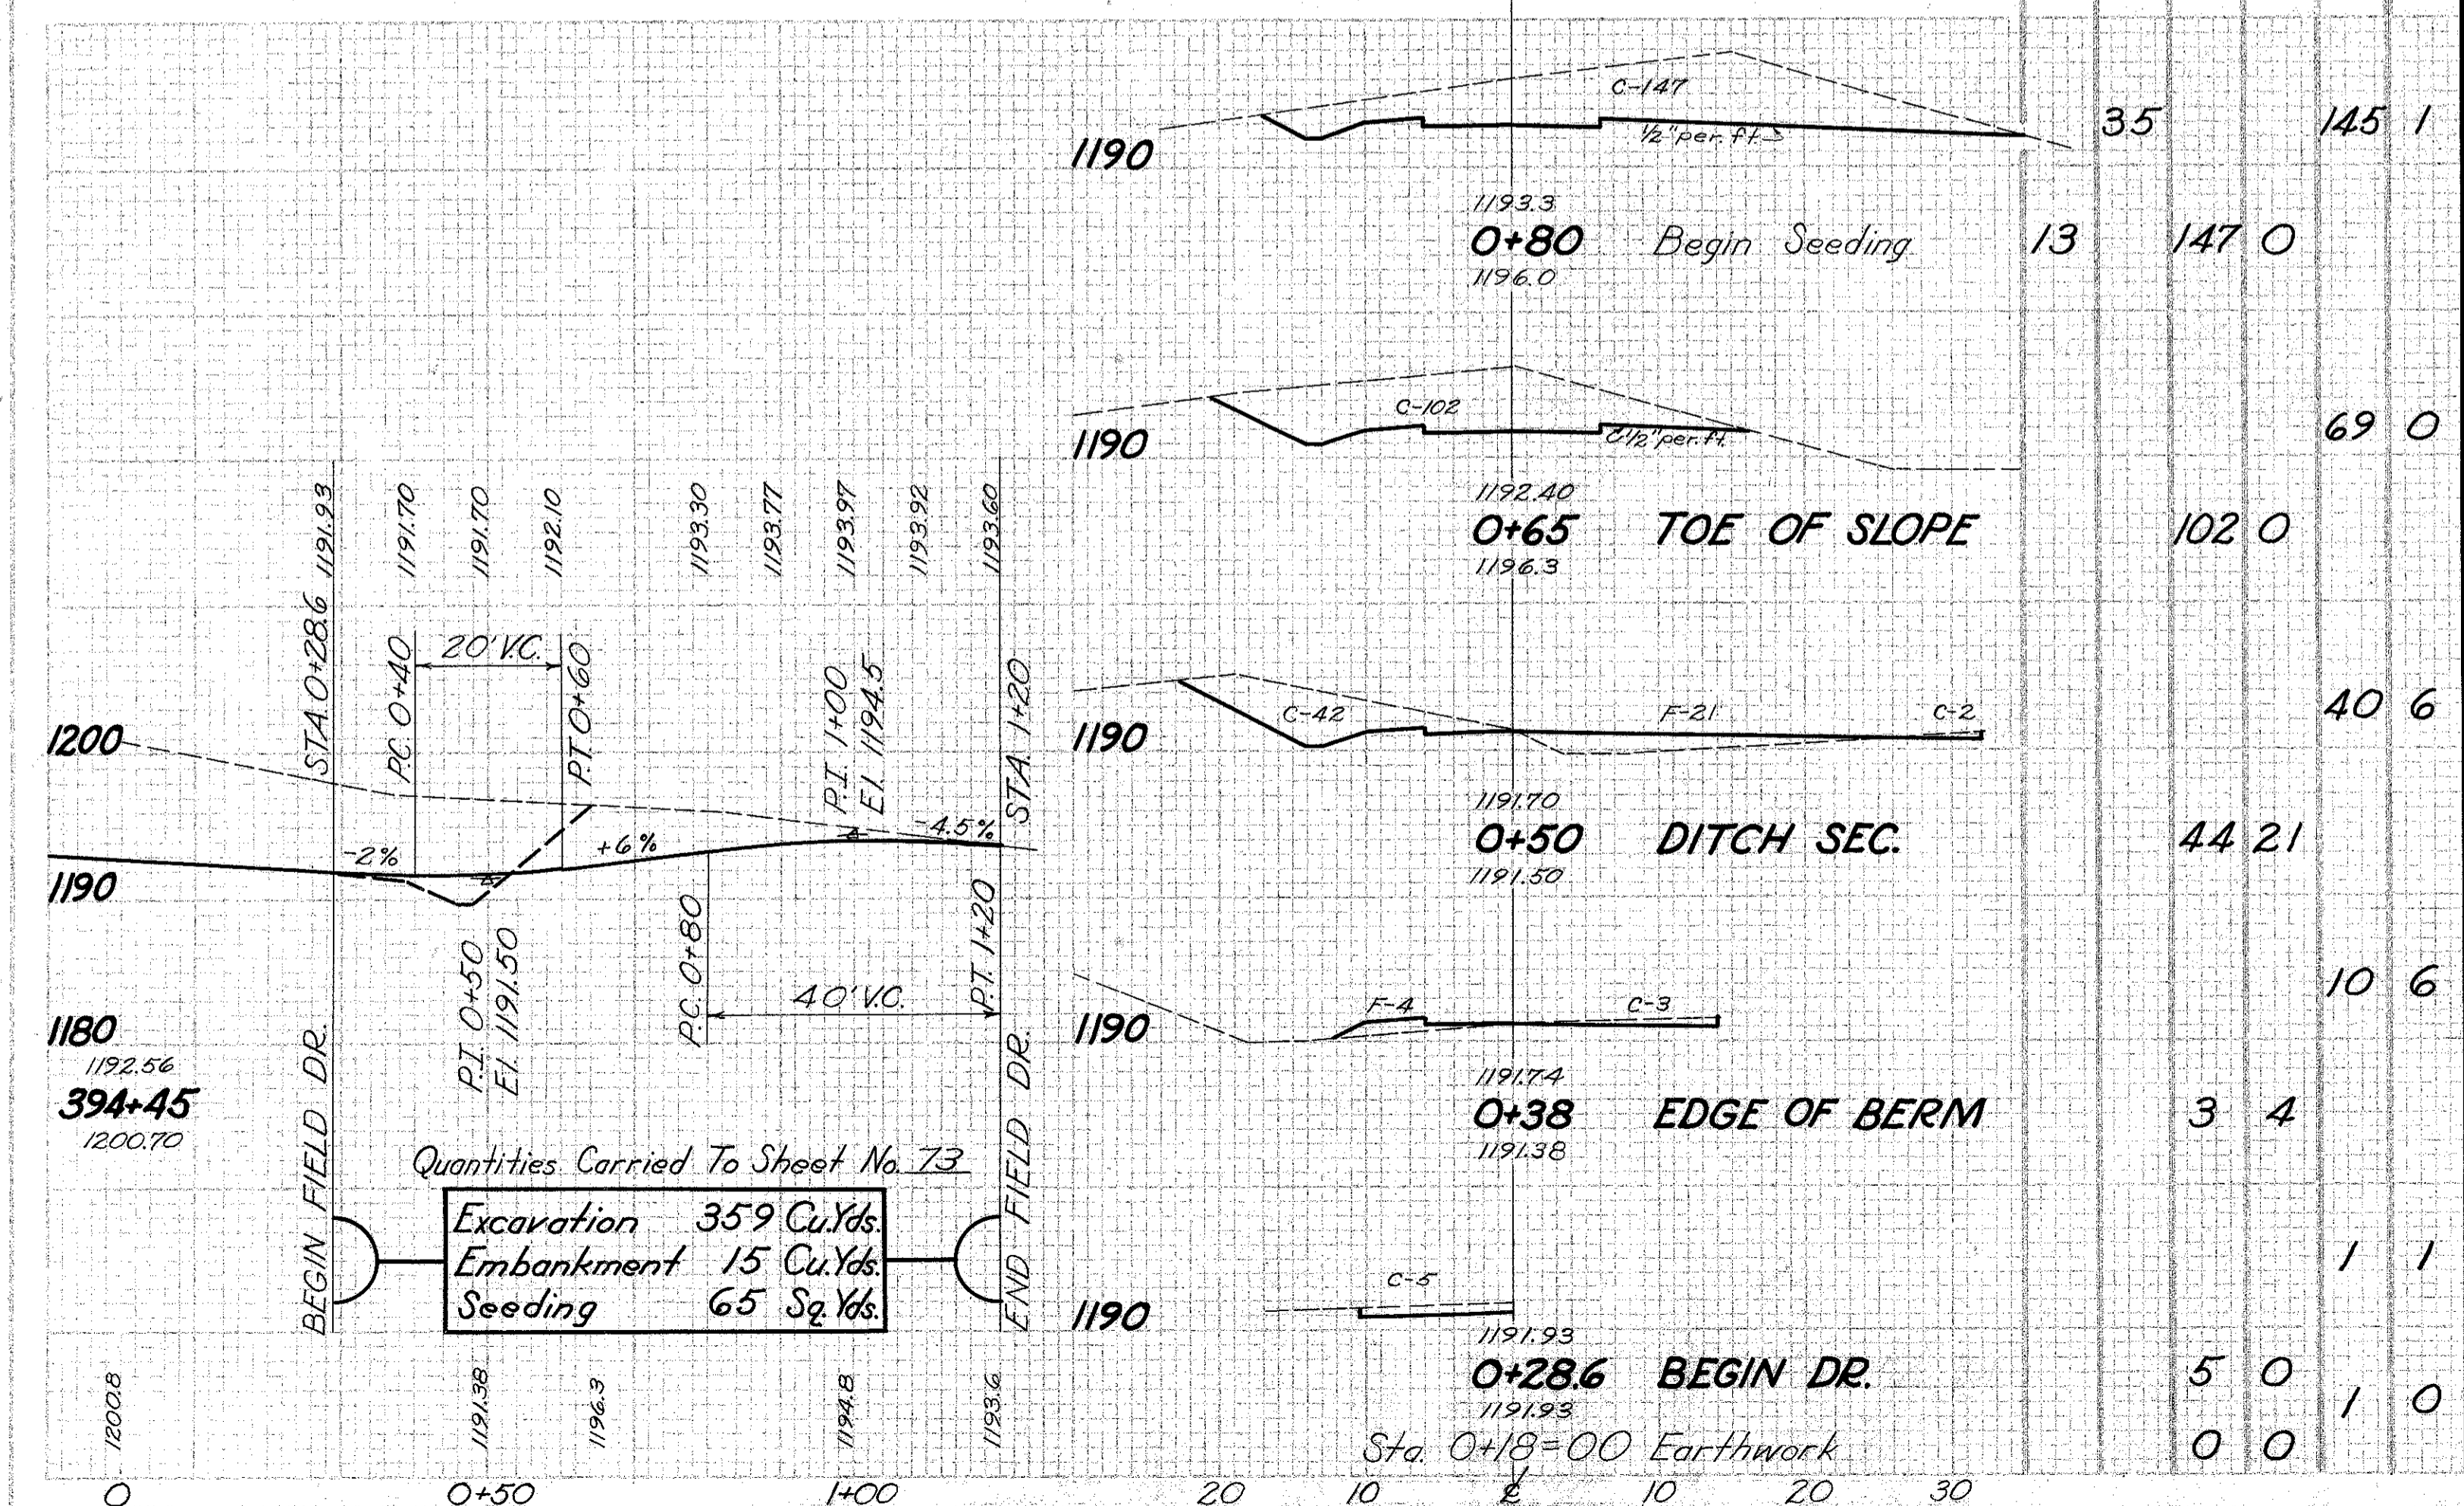 C-147
1190
½" per. ft.
35
145 1
1193.3
0+80 Begin Seeding
1196.0
13
147 0
C-102
1190
½" per. ft.
69 0
1192.40
0+65 TOE OF SLOPE
1196.3
102 0
C-42
F-21
C-2
1190
40 6
1191.70
0+50 DITCH SEC.
1191.50
44 21
F-4
C-3
1190
10 6
1191.74
0+38 EDGE OF BERM
1191.38
3 4
C-5
1190
1 1
1191.93
0+28.6 BEGIN DR.
1191.93
5 0
1 0
Sta. 0+18=00 Earthwork
0 0
20 10 ℄ 10 20 30
STA. 0+28.6 1191.93
1191.70
1191.70
1192.10
1193.30
1193.77
1193.97
1193.92
1193.60
P.C. 0+40
20' V.C.
P.T. 0+60
P.I. 1+00
El. 1194.5
STA. 1+20
1200
-2%
+6%
-4.5%
1190
P.I. 0+50
El. 1191.50
P.C. 0+80
40' V.C.
P.T. 1+20
1180
1192.56
394+45
1200.70
BEGIN FIELD DR.
END FIELD DR.
Quantities Carried To Sheet No. 73
Excavation 359 Cu.Yds.
Embankment 15 Cu.Yds.
Seeding 65 Sq.Yds.
1200.8
1191.38
1196.3
1194.8
1193.6
0 0+50 1+00